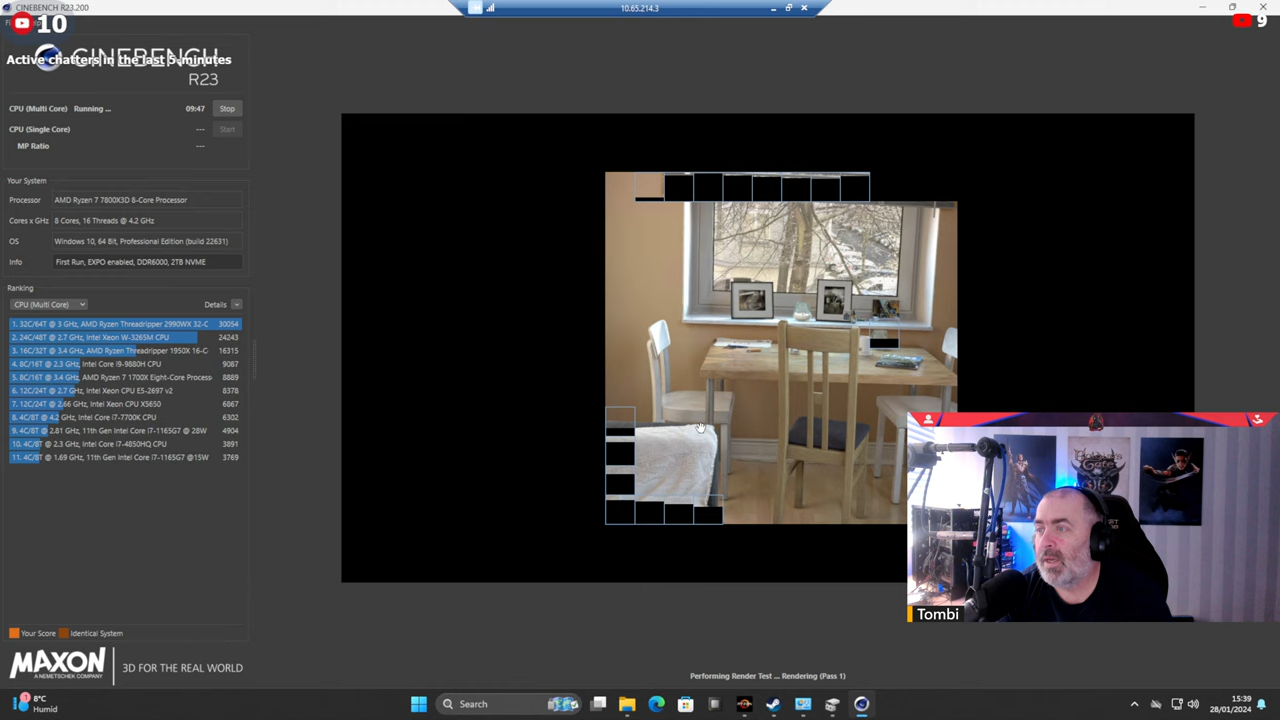 CINEBENCH R23.200
10.65.214.3
10
9
CINEBENCH
Active chatters in the last 5 minutes
R23
CPU (Multi Core) Running ... 09:47 Stop
CPU (Single Core) --- Start
MP Ratio ---
Your System
Processor AMD Ryzen 7 7800X3D 8-Core Processor
Cores x GHz 8 Cores, 16 Threads @ 4.2 GHz
OS Windows 10, 64 Bit, Professional Edition (build 22631)
Info First Run, EXPO enabled, DDR6000, 2TB NVME
Ranking
CPU (Multi Core) Details
1. 32C/64T @ 3 GHz, AMD Ryzen Threadripper 2990WX 32-C 30054
2. 24C/48T @ 2.7 GHz, Intel Xeon W-3265M CPU 24243
3. 16C/32T @ 3.4 GHz, AMD Ryzen Threadripper 1950X 16-C 16315
4. 8C/16T @ 2.3 GHz, Intel Core i9-9880H CPU 9087
5. 8C/16T @ 3.4 GHz, AMD Ryzen 7 1700X Eight-Core Process 8889
6. 12C/24T @ 2.7 GHz, Intel Xeon CPU E5-2697 v2 8378
7. 12C/24T @ 2.66 GHz, Intel Xeon CPU X5650 6867
8. 4C/8T @ 4.2 GHz, Intel Core i7-7700K CPU 6302
9. 4C/8T @ 2.81 GHz, 11th Gen Intel Core i7-1165G7 @ 28W 4904
10. 4C/8T @ 2.3 GHz, Intel Core i7-4850HQ CPU 3891
11. 4C/8T @ 1.69 GHz, 11th Gen Intel Core i7-1165G7 @15W 3769
Tombi
Your Score Identical System
MAXON
A NEMETSCHEK COMPANY
3D FOR THE REAL WORLD
Performing Render Test ... Rendering (Pass 1)
1
8°C
Humid
Search
15:39
28/01/2024